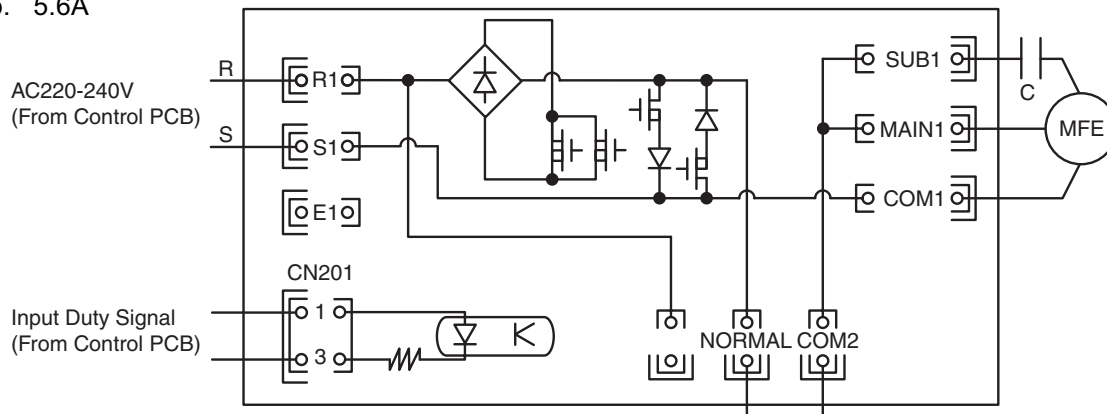 5.6A
AC220-240V
(From Control PCB)
R
R1
S
S1
E1
SUB1
C
MAIN1
MFE
COM1
CN201
Input Duty Signal
(From Control PCB)
1
3
NORMAL COM2